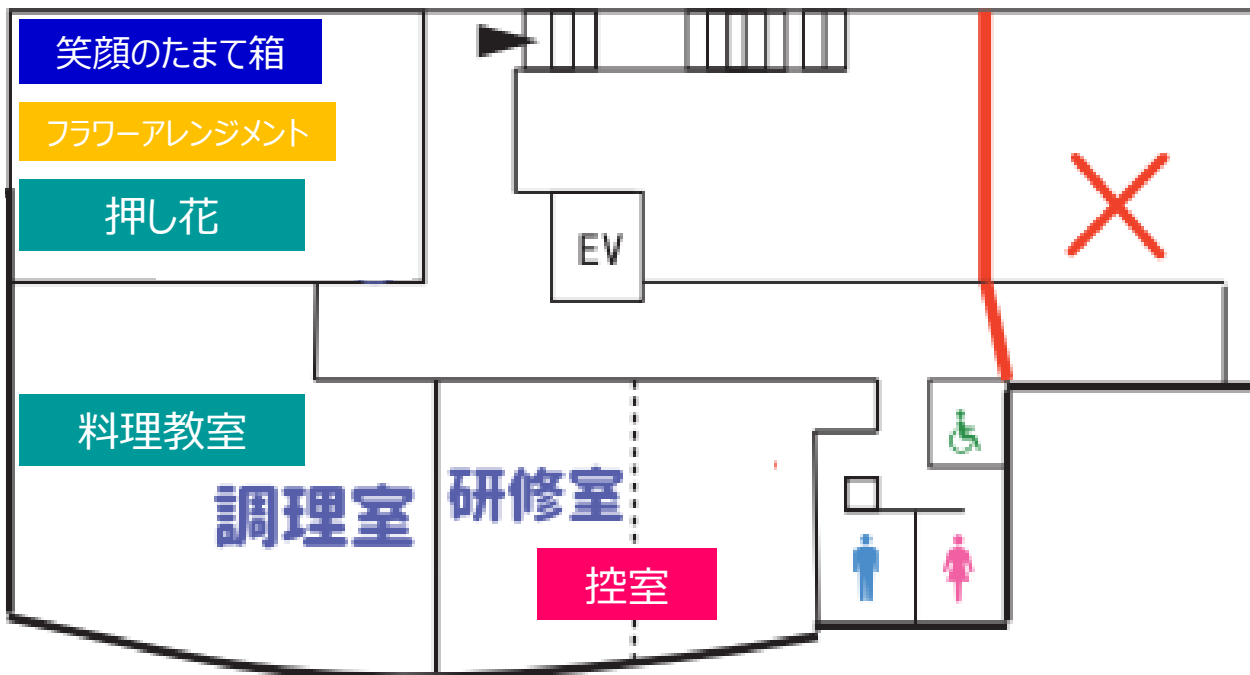 笑顔のたまて箱
フラワーアレンジメント
押し花
EV
料理教室
調理室
研修室
控室